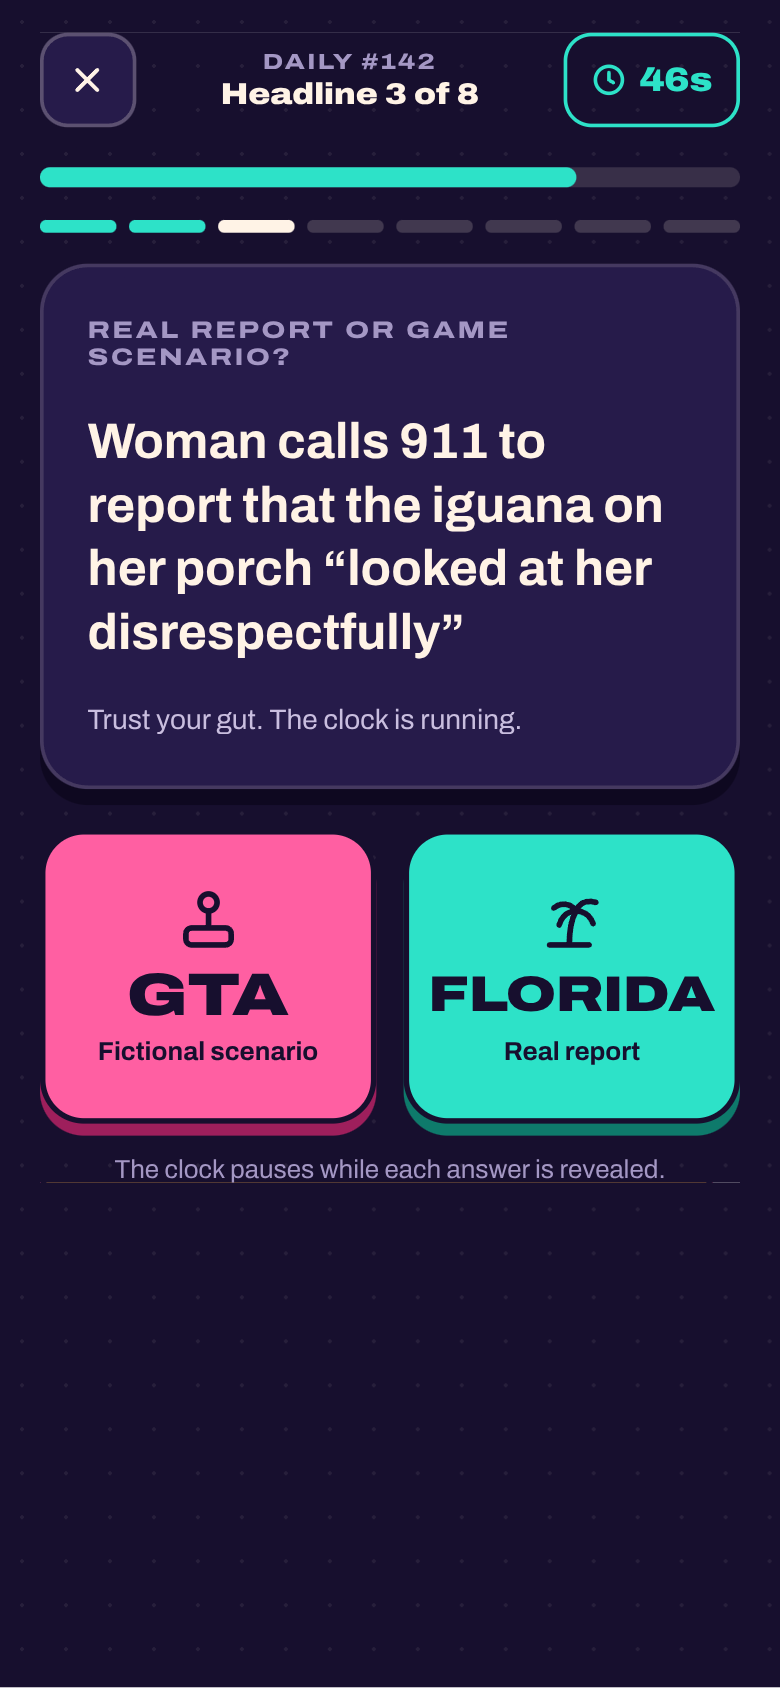 DAILY #142
Headline 3 of 8
46s
REAL REPORT OR GAME
SCENARIO?
Woman calls 911 to
report that the iguana on
her porch “looked at her
disrespectfully”
Trust your gut. The clock is running.
GTA
Fictional scenario
FLORIDA
Real report
The clock pauses while each answer is revealed.